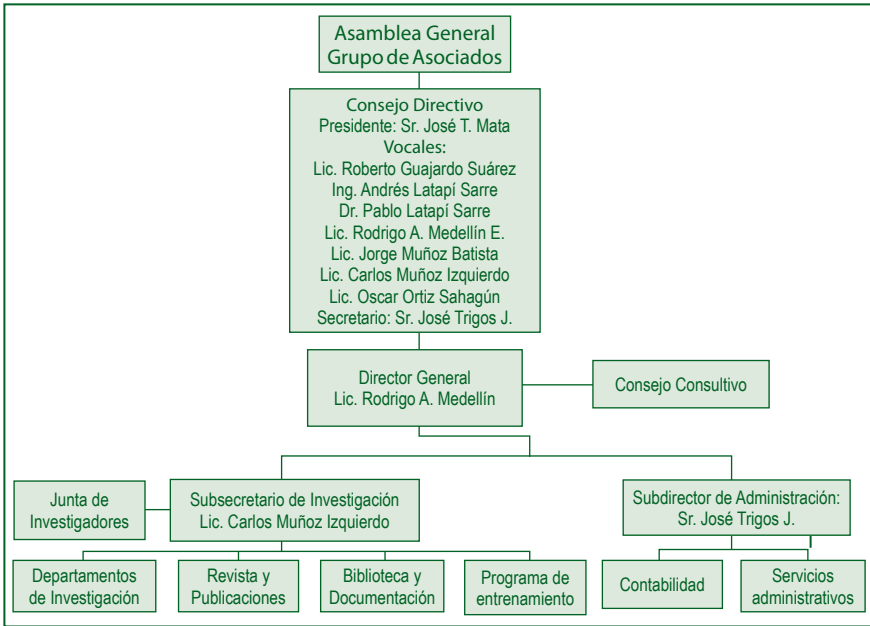 Asamblea General
Grupo de Asociados
Consejo Directivo
Presidente: Sr. José T. Mata
Vocales:
Lic. Roberto Guajardo Suárez
Ing. Andrés Latapí Sarre
Dr. Pablo Latapí Sarre
Lic. Rodrigo A. Medellín E.
Lic. Jorge Muñoz Batista
Lic. Carlos Muñoz Izquierdo
Lic. Oscar Ortiz Sahagún
Secretario: Sr. José Trigos J.
Director General
Lic. Rodrigo A. Medellín
Consejo Consultivo
Junta de
Investigadores
Subsecretario de Investigación
Lic. Carlos Muñoz Izquierdo
Subdirector de Administración:
Sr. José Trigos J.
Departamentos
de Investigación
Revista y
Publicaciones
Biblioteca y
Documentación
Programa de
entrenamiento
Contabilidad
Servicios
administrativos